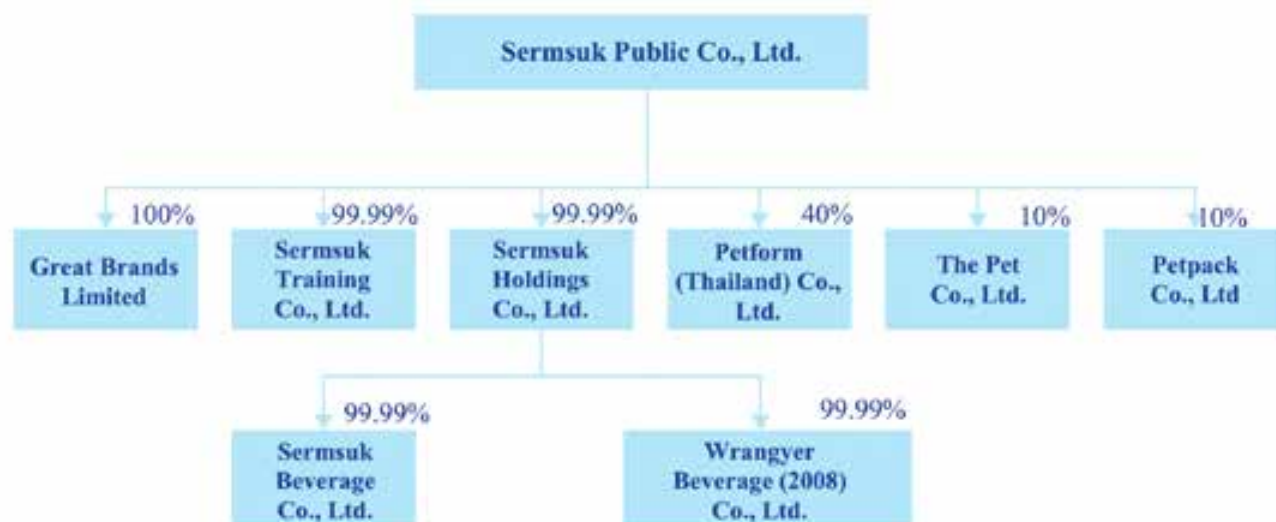 Sermsuk Public Co., Ltd.
100%
99.99%
99.99%
40%
10%
10%
Great Brands
Limited
Sermsuk
Training
Co., Ltd.
Sermsuk
Holdings
Co., Ltd.
Petform
(Thailand) Co.,
Ltd.
The Pet
Co., Ltd.
Petpack
Co., Ltd
99.99%
99.99%
Sermsuk
Beverage
Co., Ltd.
Wrangyer
Beverage (2008)
Co., Ltd.